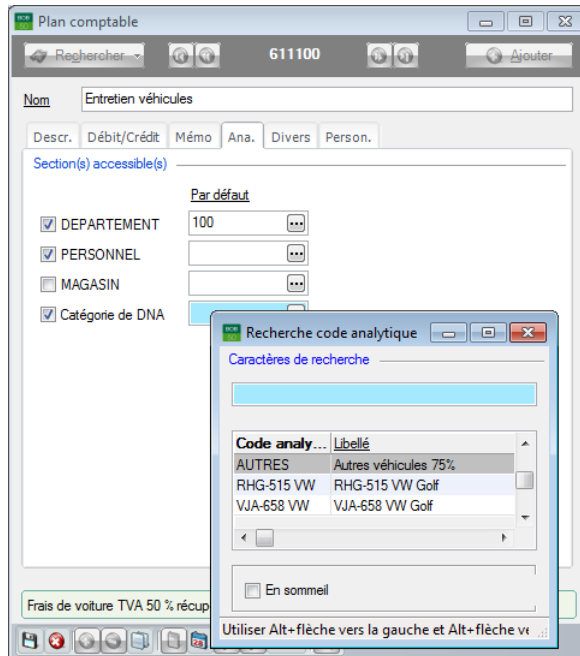 Plan comptable
Rechercher 611100 Ajouter
Nom Entretien véhicules
Descr. Débit/Crédit Mémo Ana. Divers Person.
Section(s) accessible(s)
Par défaut
DEPARTEMENT 100
PERSONNEL
MAGASIN
Catégorie de DNA
Recherche code analytique
Caractères de recherche
Code analy... Libellé
AUTRES Autres véhicules 75%
RHG-515 VW RHG-515 VW Golf
VJA-658 VW VJA-658 VW Golf
En sommeil
Frais de voiture TVA 50 % récup
Utiliser Alt+flèche vers la gauche et Alt+flèche ve